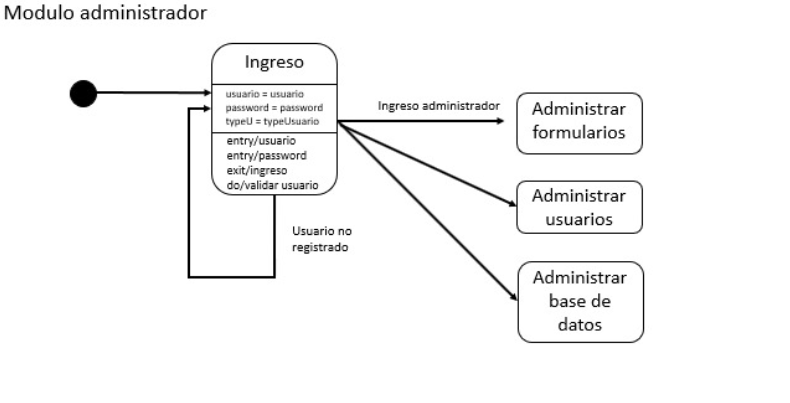 Modulo administrador
Ingreso
usuario = usuario
password = password
typeU = typeUsuario
entry/usuario
entry/password
exit/ingreso
do/validar usuario
Usuario no
registrado
Ingreso administrador
Administrar
formularios
Administrar
usuarios
Administrar
base de
datos